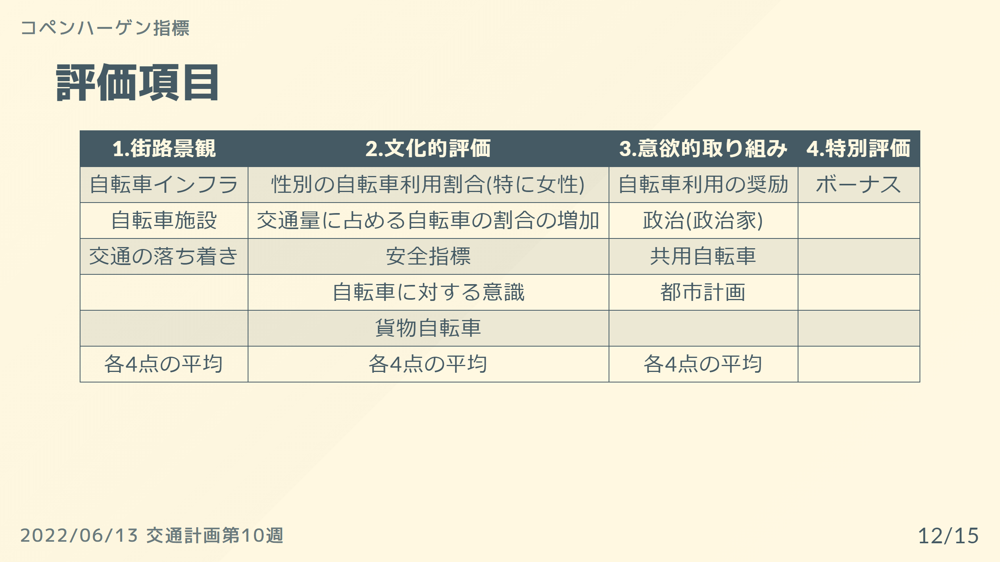 コペンハーゲン指標
評価項目
1.街路景観 2.文化的評価 3.意欲的取り組み 4.特別評価
自転車インフラ 性別の自転車利用割合(特に女性) 自転車利用の奨励 ボーナス
自転車施設 交通量に占める自転車の割合の増加 政治(政治家)
交通の落ち着き 安全指標 共用自転車
自転車に対する意識 都市計画
貨物自転車
各4点の平均 各4点の平均 各4点の平均
2022/06/13 交通計画第10週
12/15